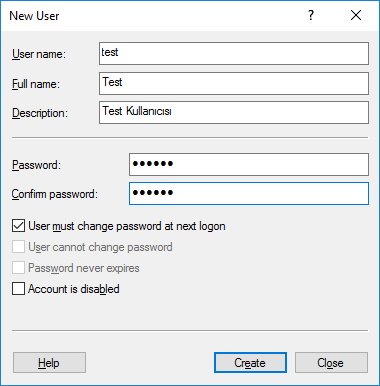 New User
?
User name: test
Full name: Test
Description: Test Kullanıcısı
Password: ●●●●●●
Confirm password: ●●●●●●
User must change password at next logon
User cannot change password
Password never expires
Account is disabled
Help Create Close